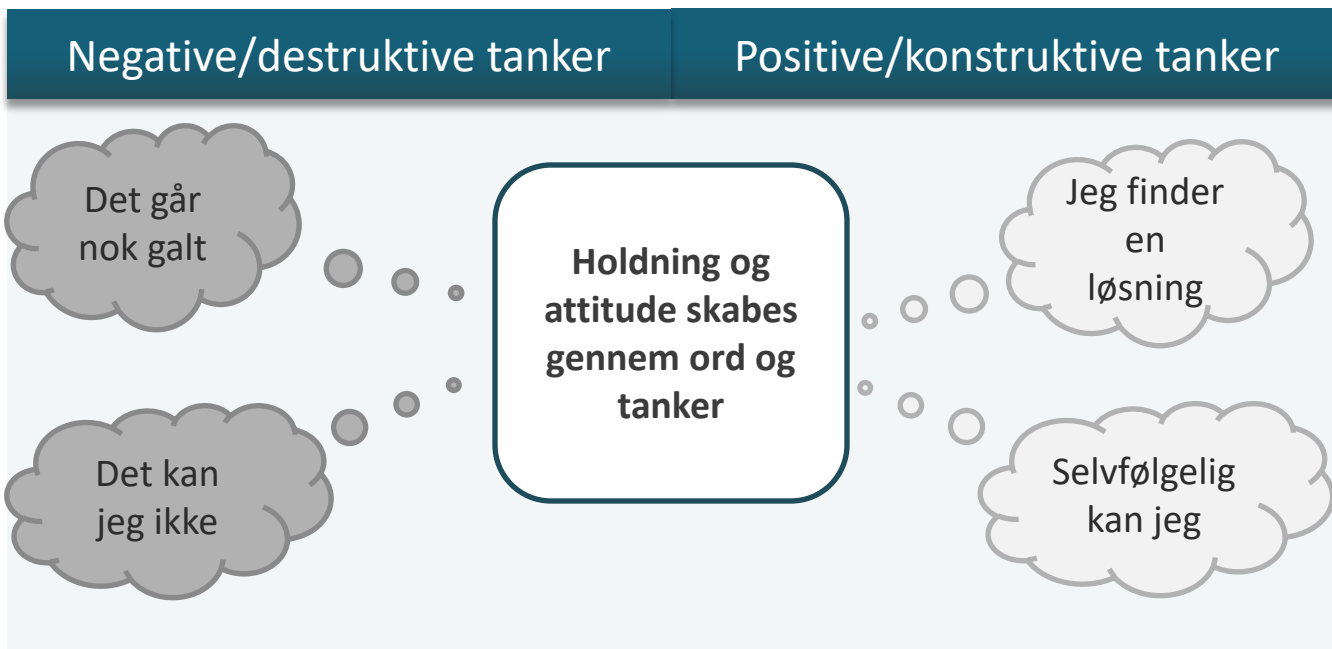 Negative/destruktive tanker
Positive/konstruktive tanker
Det går
nok galt
Det kan
jeg ikke
Holdning og
attitude skabes
gennem ord og
tanker
Jeg finder
en
løsning
Selvfølgelig
kan jeg